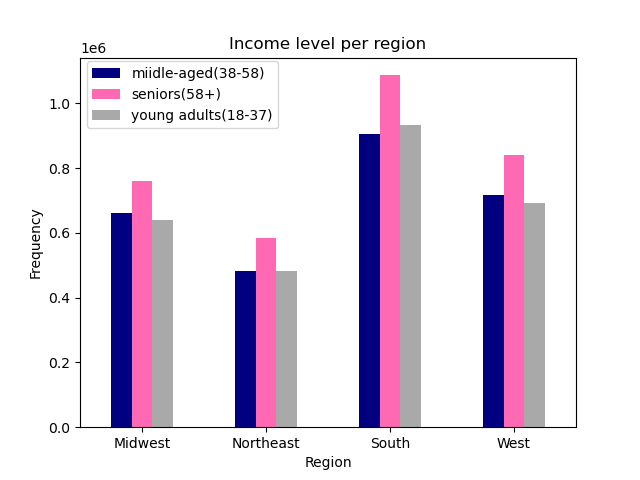 Income level per region
1e6
miidle-aged(38-58)
seniors(58+)
young adults(18-37)
1.0
0.8
0.6
0.4
0.2
0.0
Frequency
Midwest Northeast South West
Region